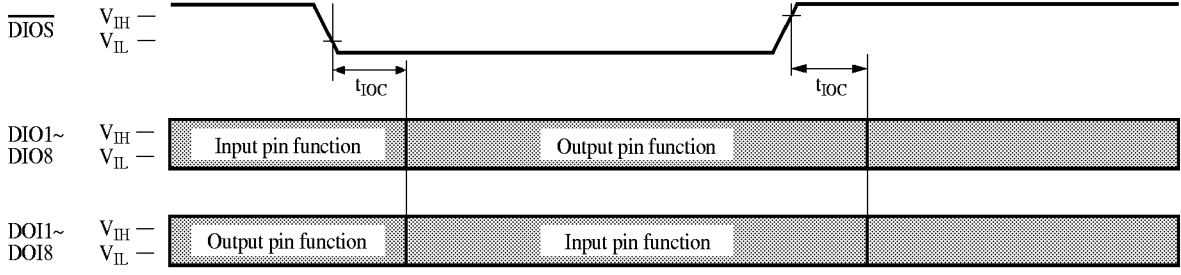 DIOS V_IH
V_IL
t_IOC t_IOC
DIO1~ V_IH
DIO8 V_IL
Input pin function Output pin function
DOI1~ V_IH
DOI8 V_IL
Output pin function Input pin function